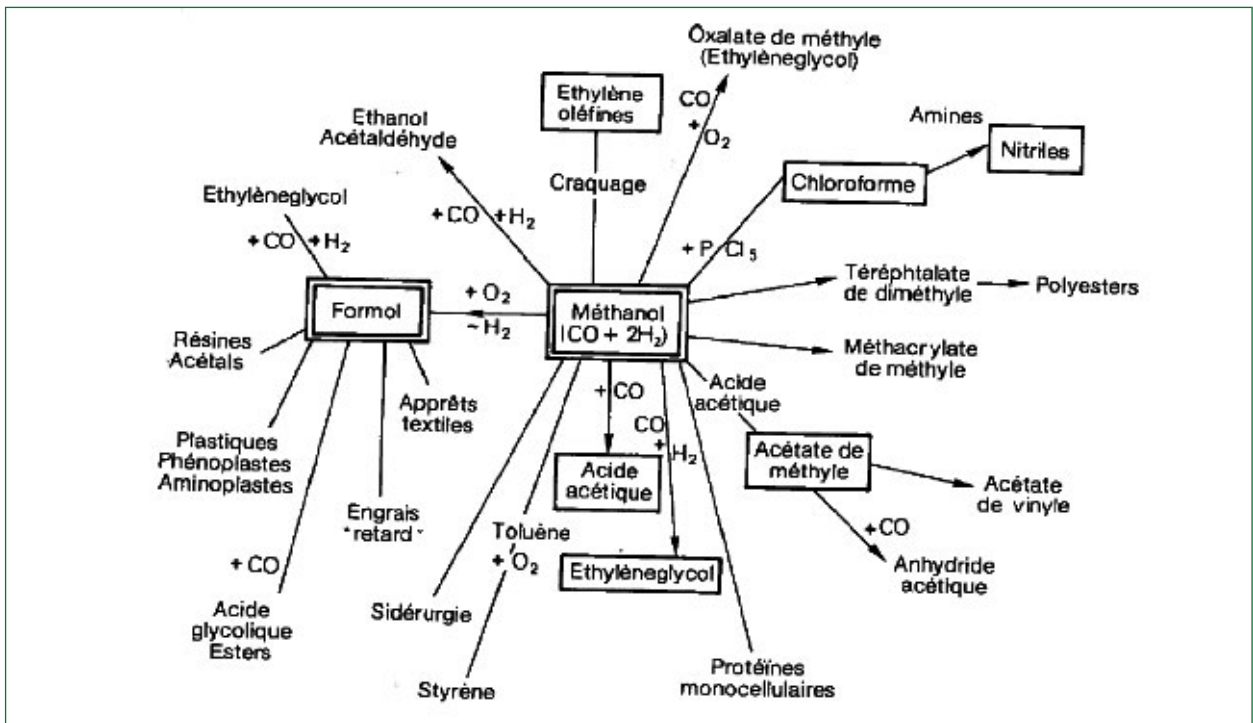 Ôxalate de méthyle
(Ethylèneglycol)
Ethylène
oléfines
CO
+
O₂
Ethanol
Acétaldéhyde
Amines
Nitriles
Craquage
Chloroforme
Ethylèneglycol
+ CO + H₂
+ CO + H₂
+ P Cl₅
Formol
+ O₂
~ H₂
Méthanol
(CO + 2H₂)
Téréphtalate
de diméthyle
Polyesters
Méthacrylate
de méthyle
Résines
Acétals
Apprêts
textiles
Plastiques
Phénoplastes
Aminoplastes
Engrais
"retard"
+ CO
Acide
glycolique
Esters
+ CO
CO
+
H₂
Acide
acétique
Acide
acétique
Acétate de
méthyle
Acétate
de vinyle
+ CO
Anhydride
acétique
Toluène
+ O₂
Ethylèneglycol
Sidérurgie
Styrène
Protéïnes
monocellulaires